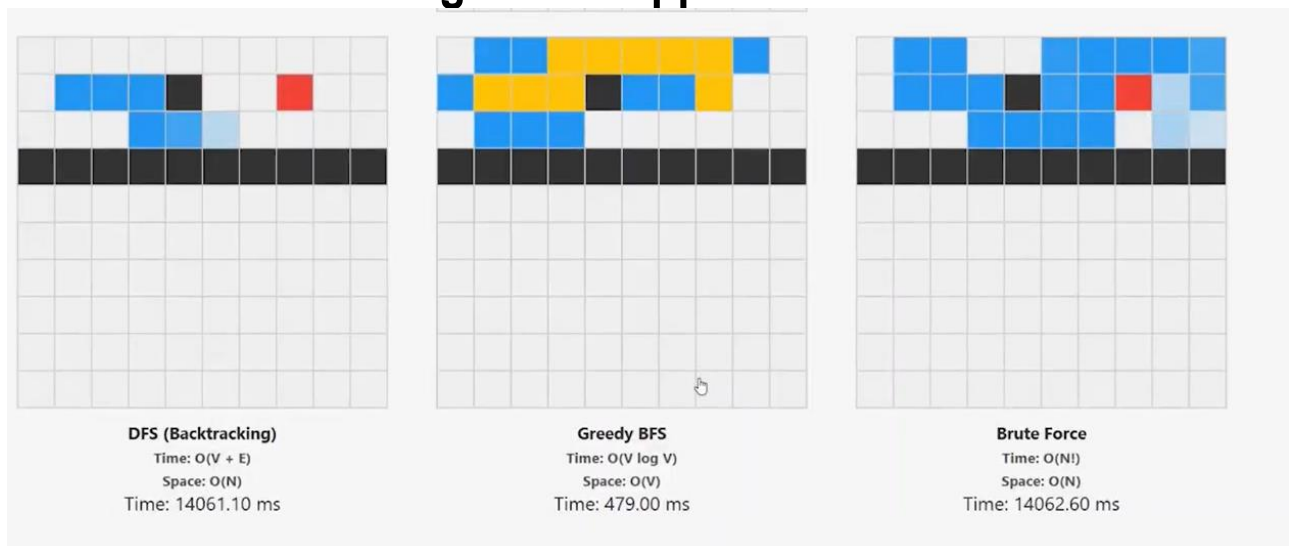 DFS (Backtracking)
Time: O(V + E)
Space: O(N)
Time: 14061.10 ms
Greedy BFS
Time: O(V log V)
Space: O(V)
Time: 479.00 ms
Brute Force
Time: O(N!)
Space: O(N)
Time: 14062.60 ms